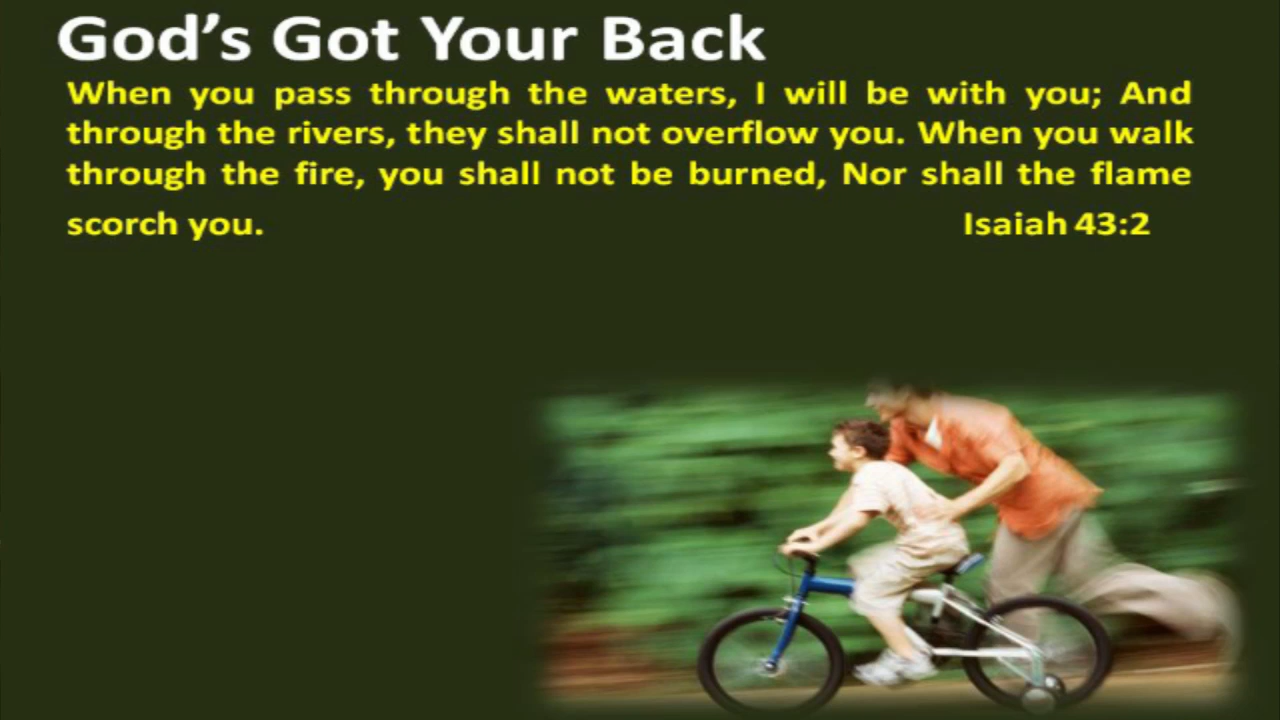 God’s Got Your Back
When you pass through the waters, I will be with you; And
through the rivers, they shall not overflow you. When you walk
through the fire, you shall not be burned, Nor shall the flame
scorch you. Isaiah 43:2